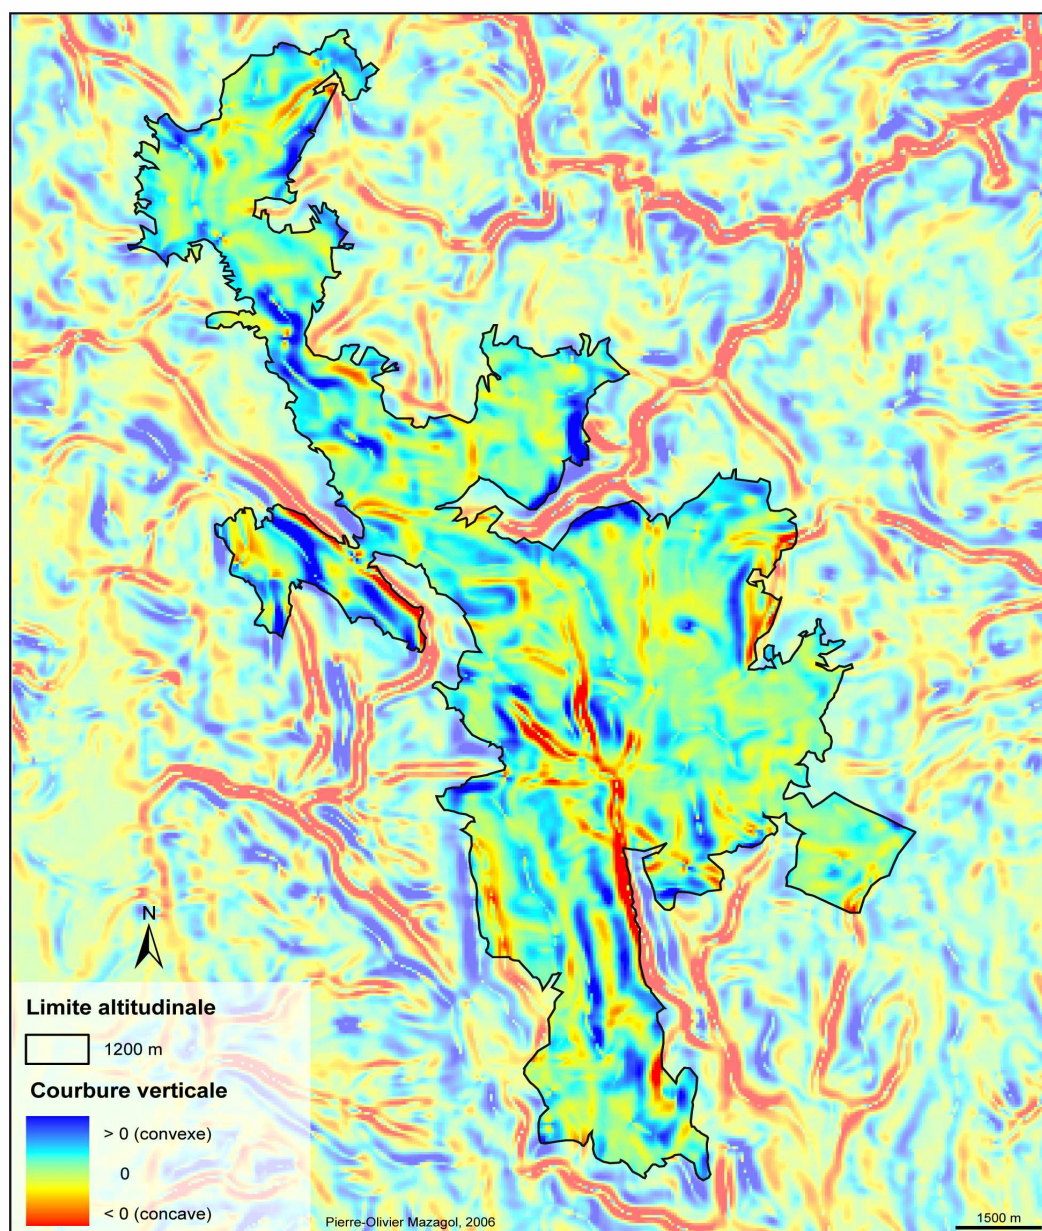 N
Limite altitudinale
1200 m
Courbure verticale
> 0 (convexe)
0
< 0 (concave)
Pierre-Olivier Mazagol, 2006
1500 m